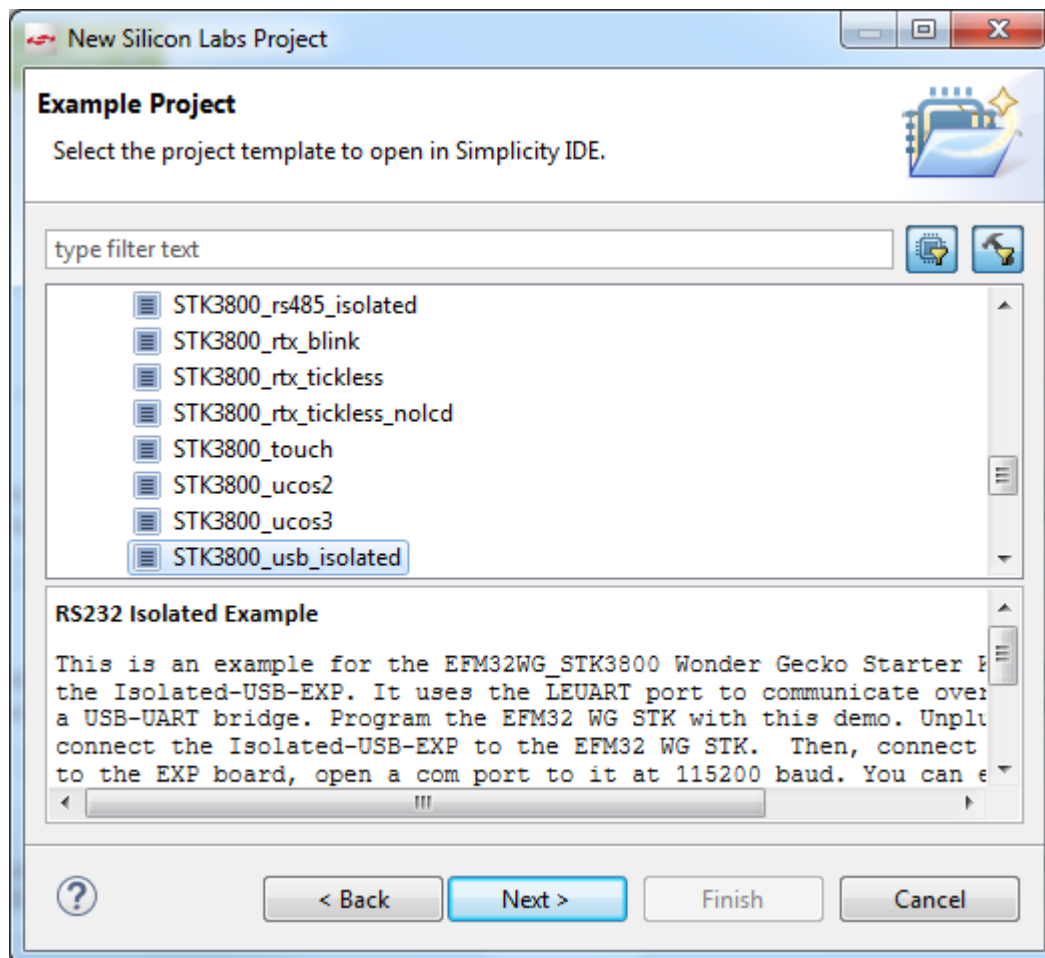 New Silicon Labs Project
Example Project
Select the project template to open in Simplicity IDE.
type filter text
STK3800_rs485_isolated
STK3800_rtx_blink
STK3800_rtx_tickless
STK3800_rtx_tickless_nolcd
STK3800_touch
STK3800_ucos2
STK3800_ucos3
STK3800_usb_isolated
RS232 Isolated Example
This is an example for the EFM32WG_STK3800 Wonder Gecko Starter
the Isolated-USB-EXP. It uses the LEUART port to communicate over
a USB-UART bridge. Program the EFM32 WG STK with this demo. Unplu
connect the Isolated-USB-EXP to the EFM32 WG STK. Then, connect
to the EXP board, open a com port to it at 115200 baud. You can
?
< Back
Next >
Finish
Cancel